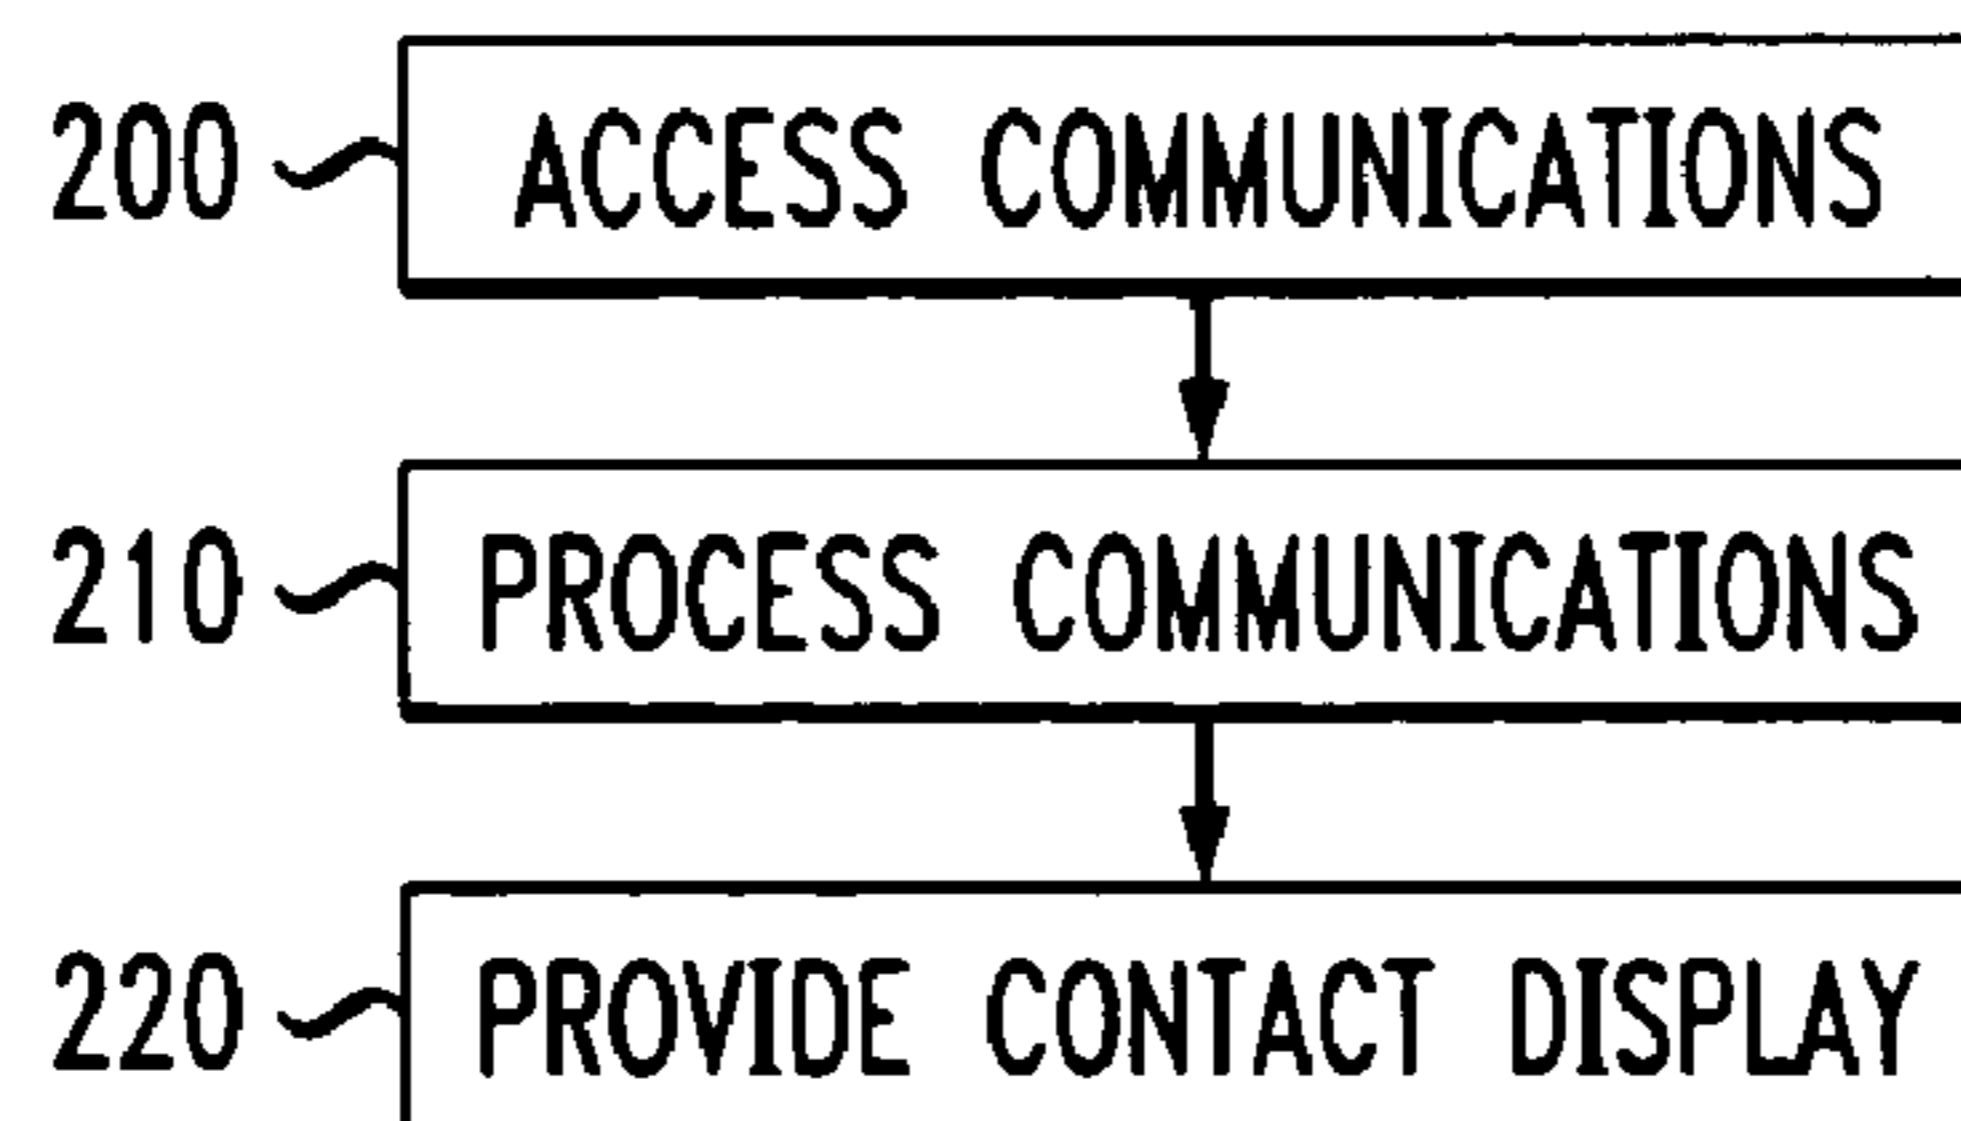 200 ACCESS COMMUNICATIONS
210 PROCESS COMMUNICATIONS
220 PROVIDE CONTACT DISPLAY